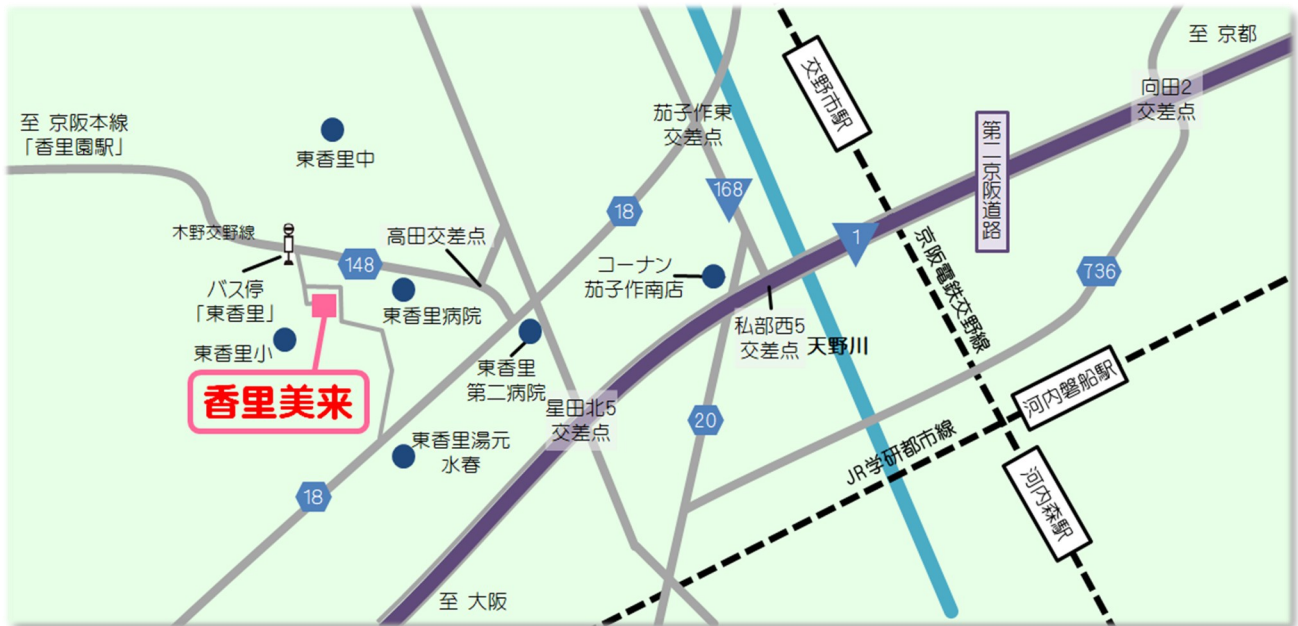 至 京都
向田2
交差点
交野市駅
第二京阪道路
茄子作東
交差点
至 京阪本線
「香里園駅」
東香里中
168
18
木野交野線
高田交差点
1
148
コーナン
茄子作南店
京阪電鉄交野線
736
バス停
「東香里」
東香里病院
私部西5
交差点
天野川
東香里小
東香里
第二病院
香里美来
星田北5
交差点
20
河内磐船駅
JR学研都市線
東香里湯元
水春
18
河内森駅
至 大阪